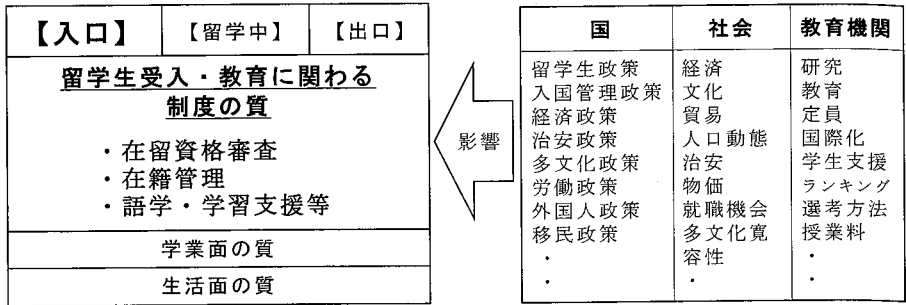 【入口】 【留学中】 【出口】
留学生受入・教育に関わる
制度の質
・在留資格審査
・在籍管理
・語学・学習支援等
学業面の質
生活面の質
影響
国 社会 教育機関
留学生政策 経済 研究
入国管理政策 文化 教育
経済政策 貿易 定員
治安政策 人口動態 国際化
多文化政策 治安 学生支援
労働政策 物価 ランキング
外国人政策 就職機会 選考方法
移民政策 多文化寛 授業料
・ 容性 ・
・ ・ ・